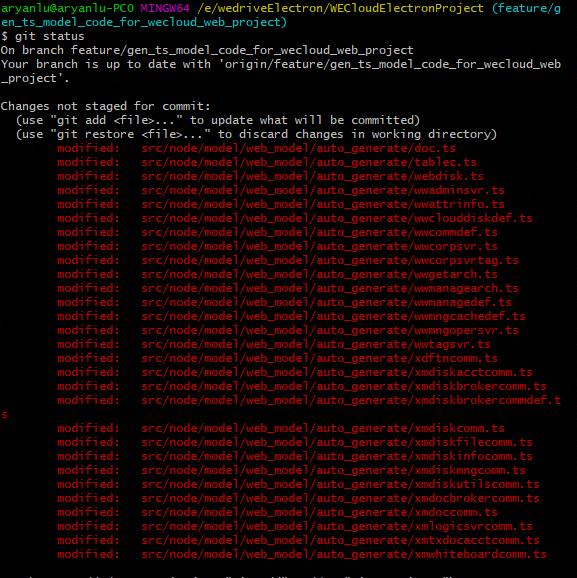 aryanlu@aryanlu-PC0 MINGW64 /e/wedriveElectron/WECloudElectronProject (feature/g
en_ts_model_code_for_wecloud_web_project)
$ git status
On branch feature/gen_ts_model_code_for_wecloud_web_project
Your branch is up to date with 'origin/feature/gen_ts_model_code_for_wecloud_web
_project'.
Changes not staged for commit:
(use "git add <file>..." to update what will be committed)
(use "git restore <file>..." to discard changes in working directory)
modified: src/node/model/web_model/auto_generate/doc.ts
modified: src/node/model/web_model/auto_generate/tablec.ts
modified: src/node/model/web_model/auto_generate/webdisk.ts
modified: src/node/model/web_model/auto_generate/wwadminsvr.ts
modified: src/node/model/web_model/auto_generate/wwattrinfo.ts
modified: src/node/model/web_model/auto_generate/wwclouddiskdef.ts
modified: src/node/model/web_model/auto_generate/wwcommdef.ts
modified: src/node/model/web_model/auto_generate/wwcorpsvr.ts
modified: src/node/model/web_model/auto_generate/wwcorpsvrtag.ts
modified: src/node/model/web_model/auto_generate/wwgetarch.ts
modified: src/node/model/web_model/auto_generate/wwmanagearch.ts
modified: src/node/model/web_model/auto_generate/wwmanagedef.ts
modified: src/node/model/web_model/auto_generate/wwmngcachedef.ts
modified: src/node/model/web_model/auto_generate/wwmngopersvr.ts
modified: src/node/model/web_model/auto_generate/wwtagsvr.ts
modified: src/node/model/web_model/auto_generate/xdftncomm.ts
modified: src/node/model/web_model/auto_generate/xmdiskacctcomm.ts
modified: src/node/model/web_model/auto_generate/xmdiskbrokercomm.ts
modified: src/node/model/web_model/auto_generate/xmdiskbrokercommdef.t
s
modified: src/node/model/web_model/auto_generate/xmdiskcomm.ts
modified: src/node/model/web_model/auto_generate/xmdiskfilecomm.ts
modified: src/node/model/web_model/auto_generate/xmdiskinfocomm.ts
modified: src/node/model/web_model/auto_generate/xmdiskmngcomm.ts
modified: src/node/model/web_model/auto_generate/xmdiskutilscomm.ts
modified: src/node/model/web_model/auto_generate/xmdocbrokercomm.ts
modified: src/node/model/web_model/auto_generate/xmdoccomm.ts
modified: src/node/model/web_model/auto_generate/xmlogicsvrcomm.ts
modified: src/node/model/web_model/auto_generate/xmtxdocacctcomm.ts
modified: src/node/model/web_model/auto_generate/xmwhiteboardcomm.ts